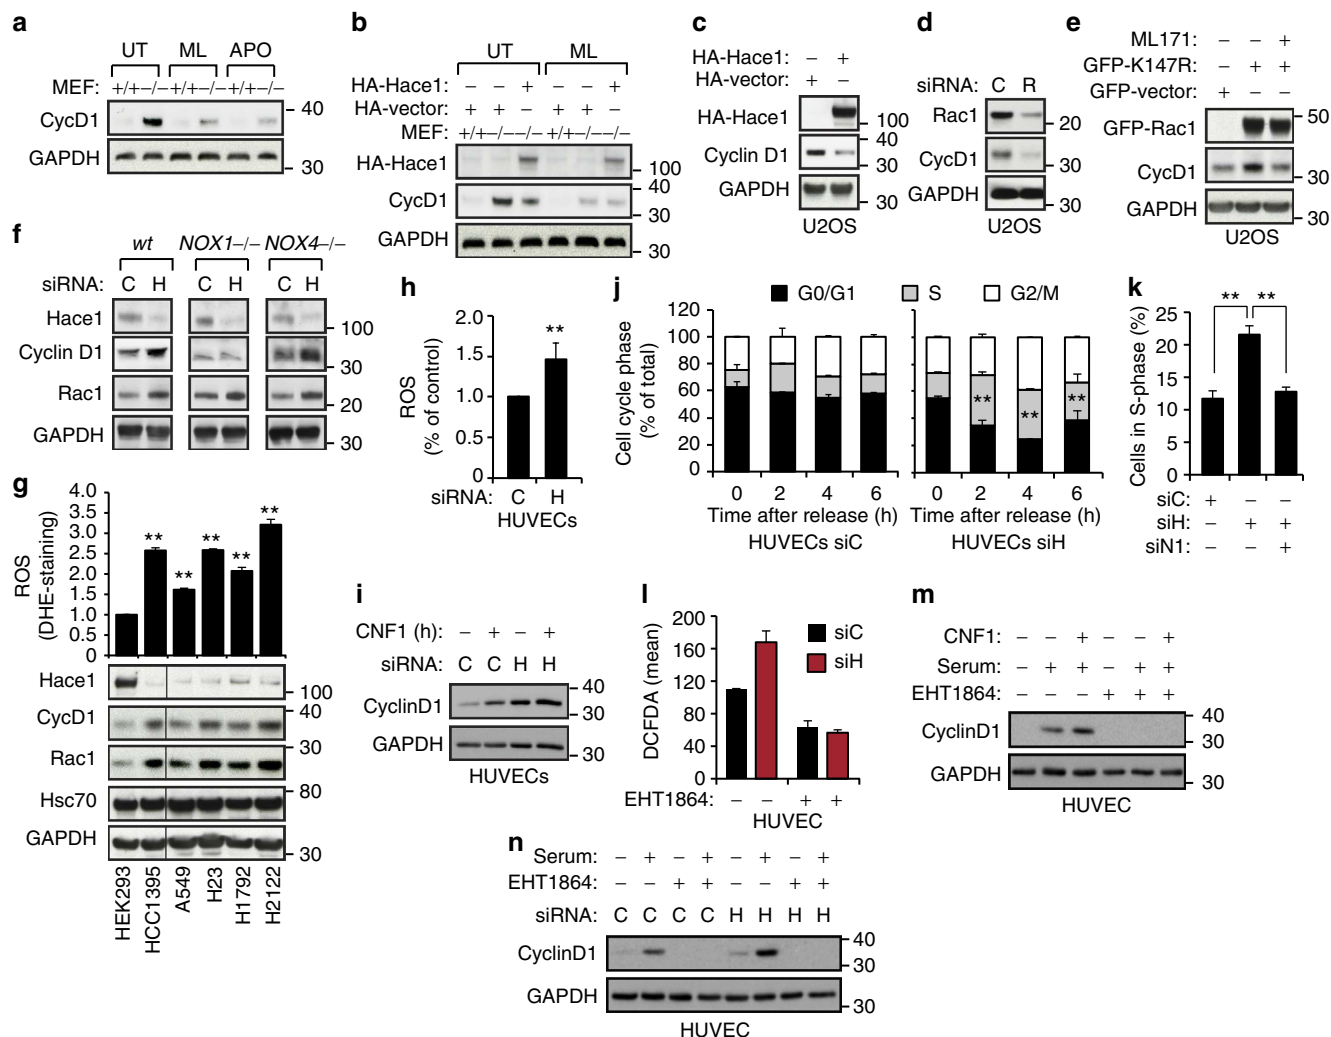 a
UT ML APO
MEF: +/+ –/– +/+ –/– +/+ –/–
CycD1
40
GAPDH
30
b
UT ML
HA-Hace1: – – + – – +
HA-vector: + + – + + –
MEF: +/+ –/– –/– +/+ –/– –/–
HA-Hace1
100
CycD1
40
30
GAPDH
30
c
HA-Hace1: – +
HA-vector: + –
HA-Hace1
100
Cyclin D1
40
30
GAPDH
30
U2OS
d
siRNA: C R
Rac1
20
CycD1
30
GAPDH
30
U2OS
e
ML171: – – +
GFP-K147R: – + +
GFP-vector: + – –
GFP-Rac1
50
CycD1
30
GAPDH
30
U2OS
f
wt NOX1–/– NOX4–/–
siRNA: C H C H C H
Hace1
100
Cyclin D1
30
Rac1
20
GAPDH
30
g
ROS
(DHE-staining)
4.0
3.5
3.0
2.5
2.0
1.5
1.0
0.5
0
** ** ** ** **
Hace1
100
CycD1
40
Rac1
30
Hsc70
80
GAPDH
30
HEK293 HCC1395 A549 H23 H1792 H2122
h
ROS
(% of control)
2.0
1.5
1.0
0.5
0
**
siRNA: C H
HUVECs
i
CNF1 (h): – + – +
siRNA: C C H H
CyclinD1
40
30
GAPDH
30
HUVECs
j
G0/G1 S G2/M
Cell cycle phase
(% of total)
120
100
80
60
40
20
0
** ** **
0 2 4 6 0 2 4 6
Time after release (h) Time after release (h)
HUVECs siC HUVECs siH
k
Cells in S-phase (%)
25
20
15
10
5
0
** **
siC: + – –
siH: – + +
siN1: – – +
l
DCFDA (mean)
200
160
120
80
40
0
siC
siH
EHT1864: – – + +
HUVEC
m
CNF1: – – + – – +
Serum: – + + – + +
EHT1864: – – – + + +
CyclinD1
40
30
GAPDH
30
HUVEC
n
Serum: – + – + – + – +
EHT1864: – – + + – – + +
siRNA: C C C C H H H H
CyclinD1
40
30
GAPDH
30
HUVEC